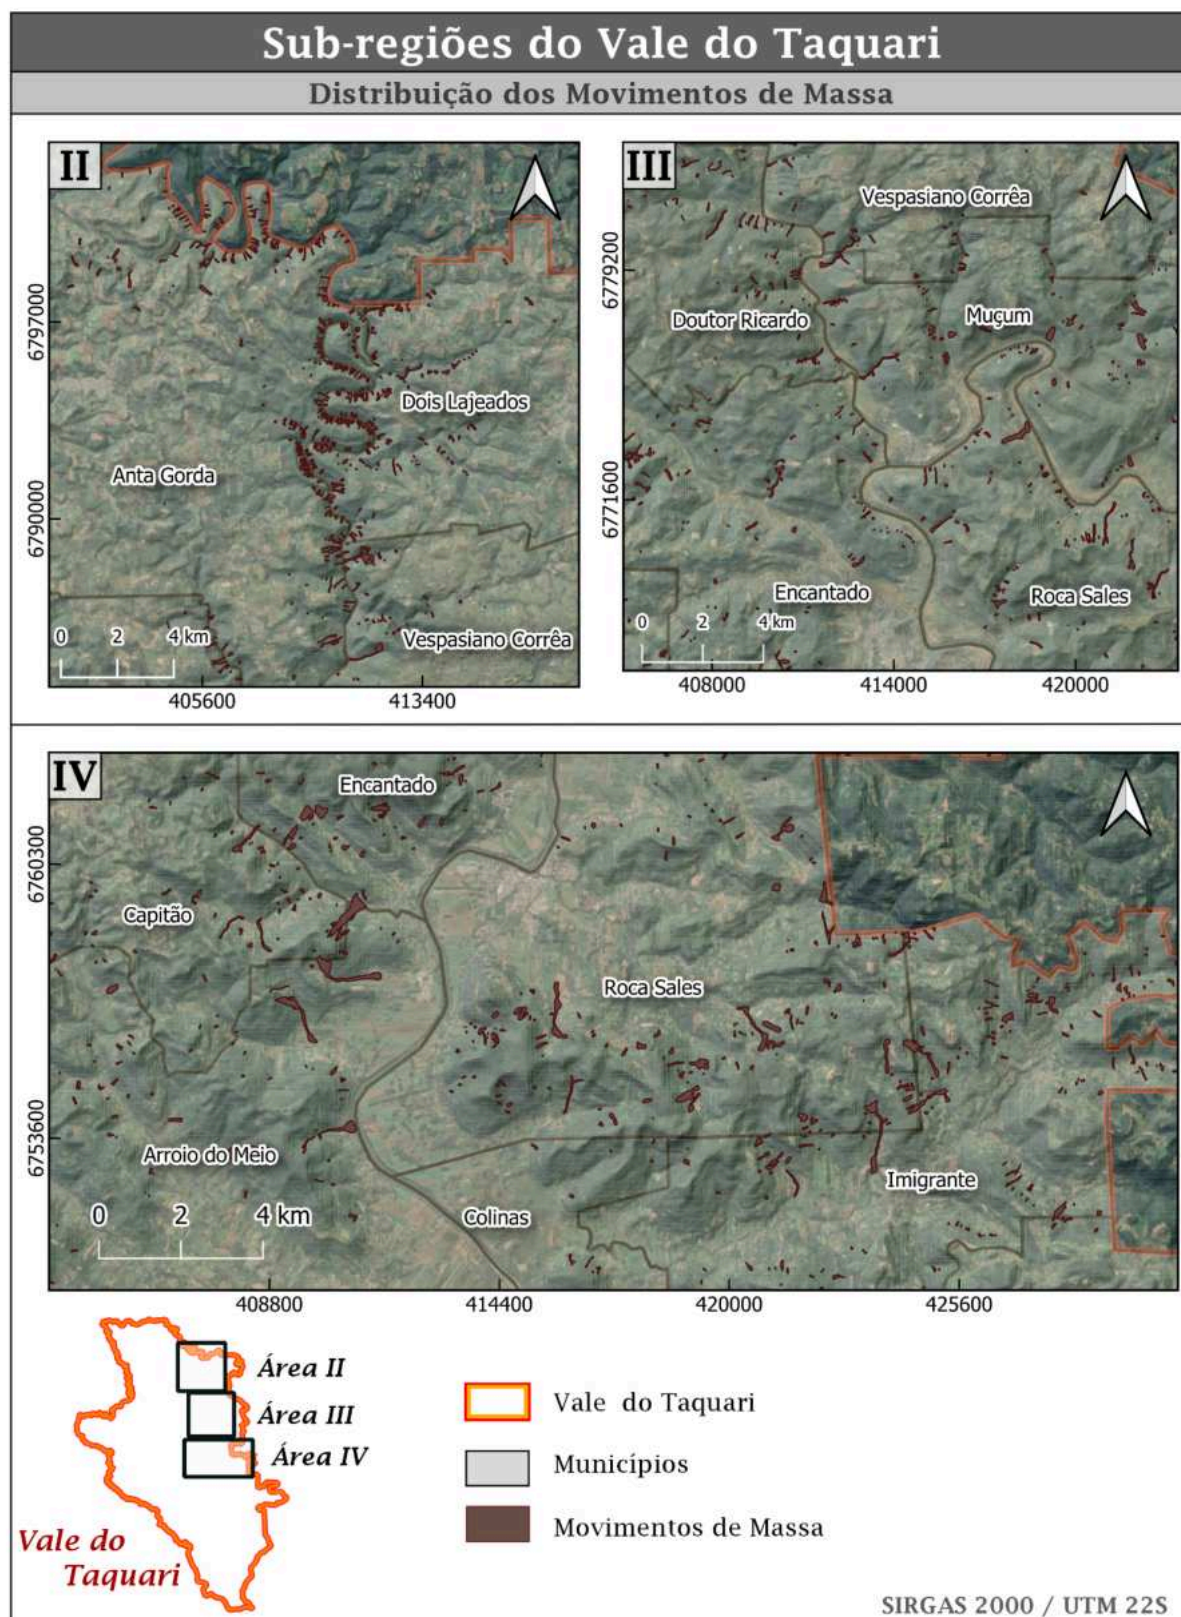 Sub-regiões do Vale do Taquari
Distribuição dos Movimentos de Massa
II
6797000
6790000
Dois Lajeados
Anta Gorda
Vespasiano Corrêa
0 2 4 km
405600 413400
III
6779200
6771600
Vespasiano Corrêa
Doutor Ricardo
Muçum
Encantado
Roca Sales
0 2 4 km
408000 414000 420000
IV
6760300
6753600
Encantado
Capitão
Roca Sales
Arroio do Meio
Imigrante
Colinas
0 2 4 km
408800 414400 420000 425600
Área II
Área III
Área IV
Vale do
Taquari
Vale do Taquari
Municípios
Movimentos de Massa
SIRGAS 2000 / UTM 22S